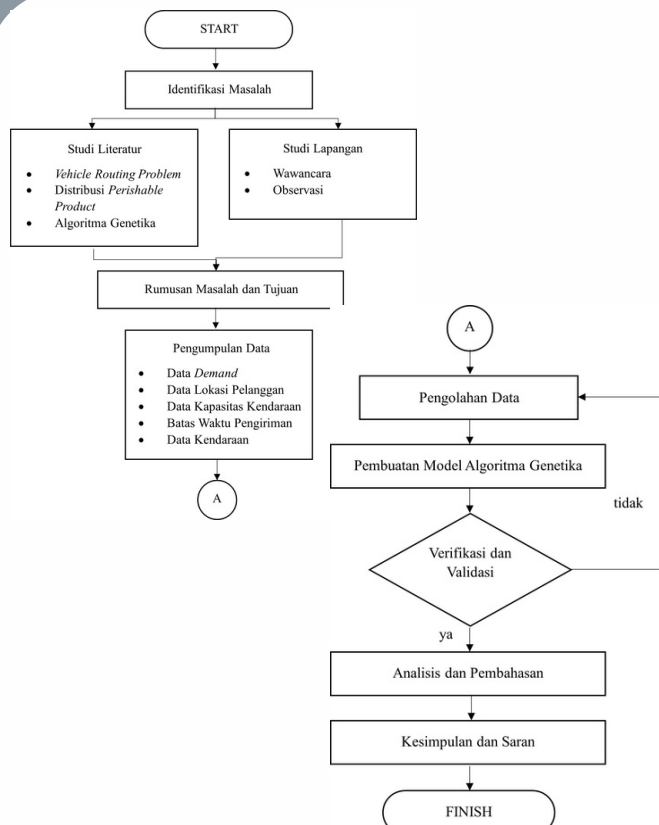 START
Identifikasi Masalah
Studi Literatur
• Vehicle Routing Problem
• Distribusi Perishable
Product
• Algoritma Genetika
Studi Lapangan
• Wawancara
• Observasi
Rumusan Masalah dan Tujuan
Pengumpulan Data
• Data Demand
• Data Lokasi Pelanggan
• Data Kapasitas Kendaraan
• Batas Waktu Pengiriman
• Data Kendaraan
A
A
Pengolahan Data
Pembuatan Model Algoritma Genetika
tidak
Verifikasi dan
Validasi
ya
Analisis dan Pembahasan
Kesimpulan dan Saran
FINISH